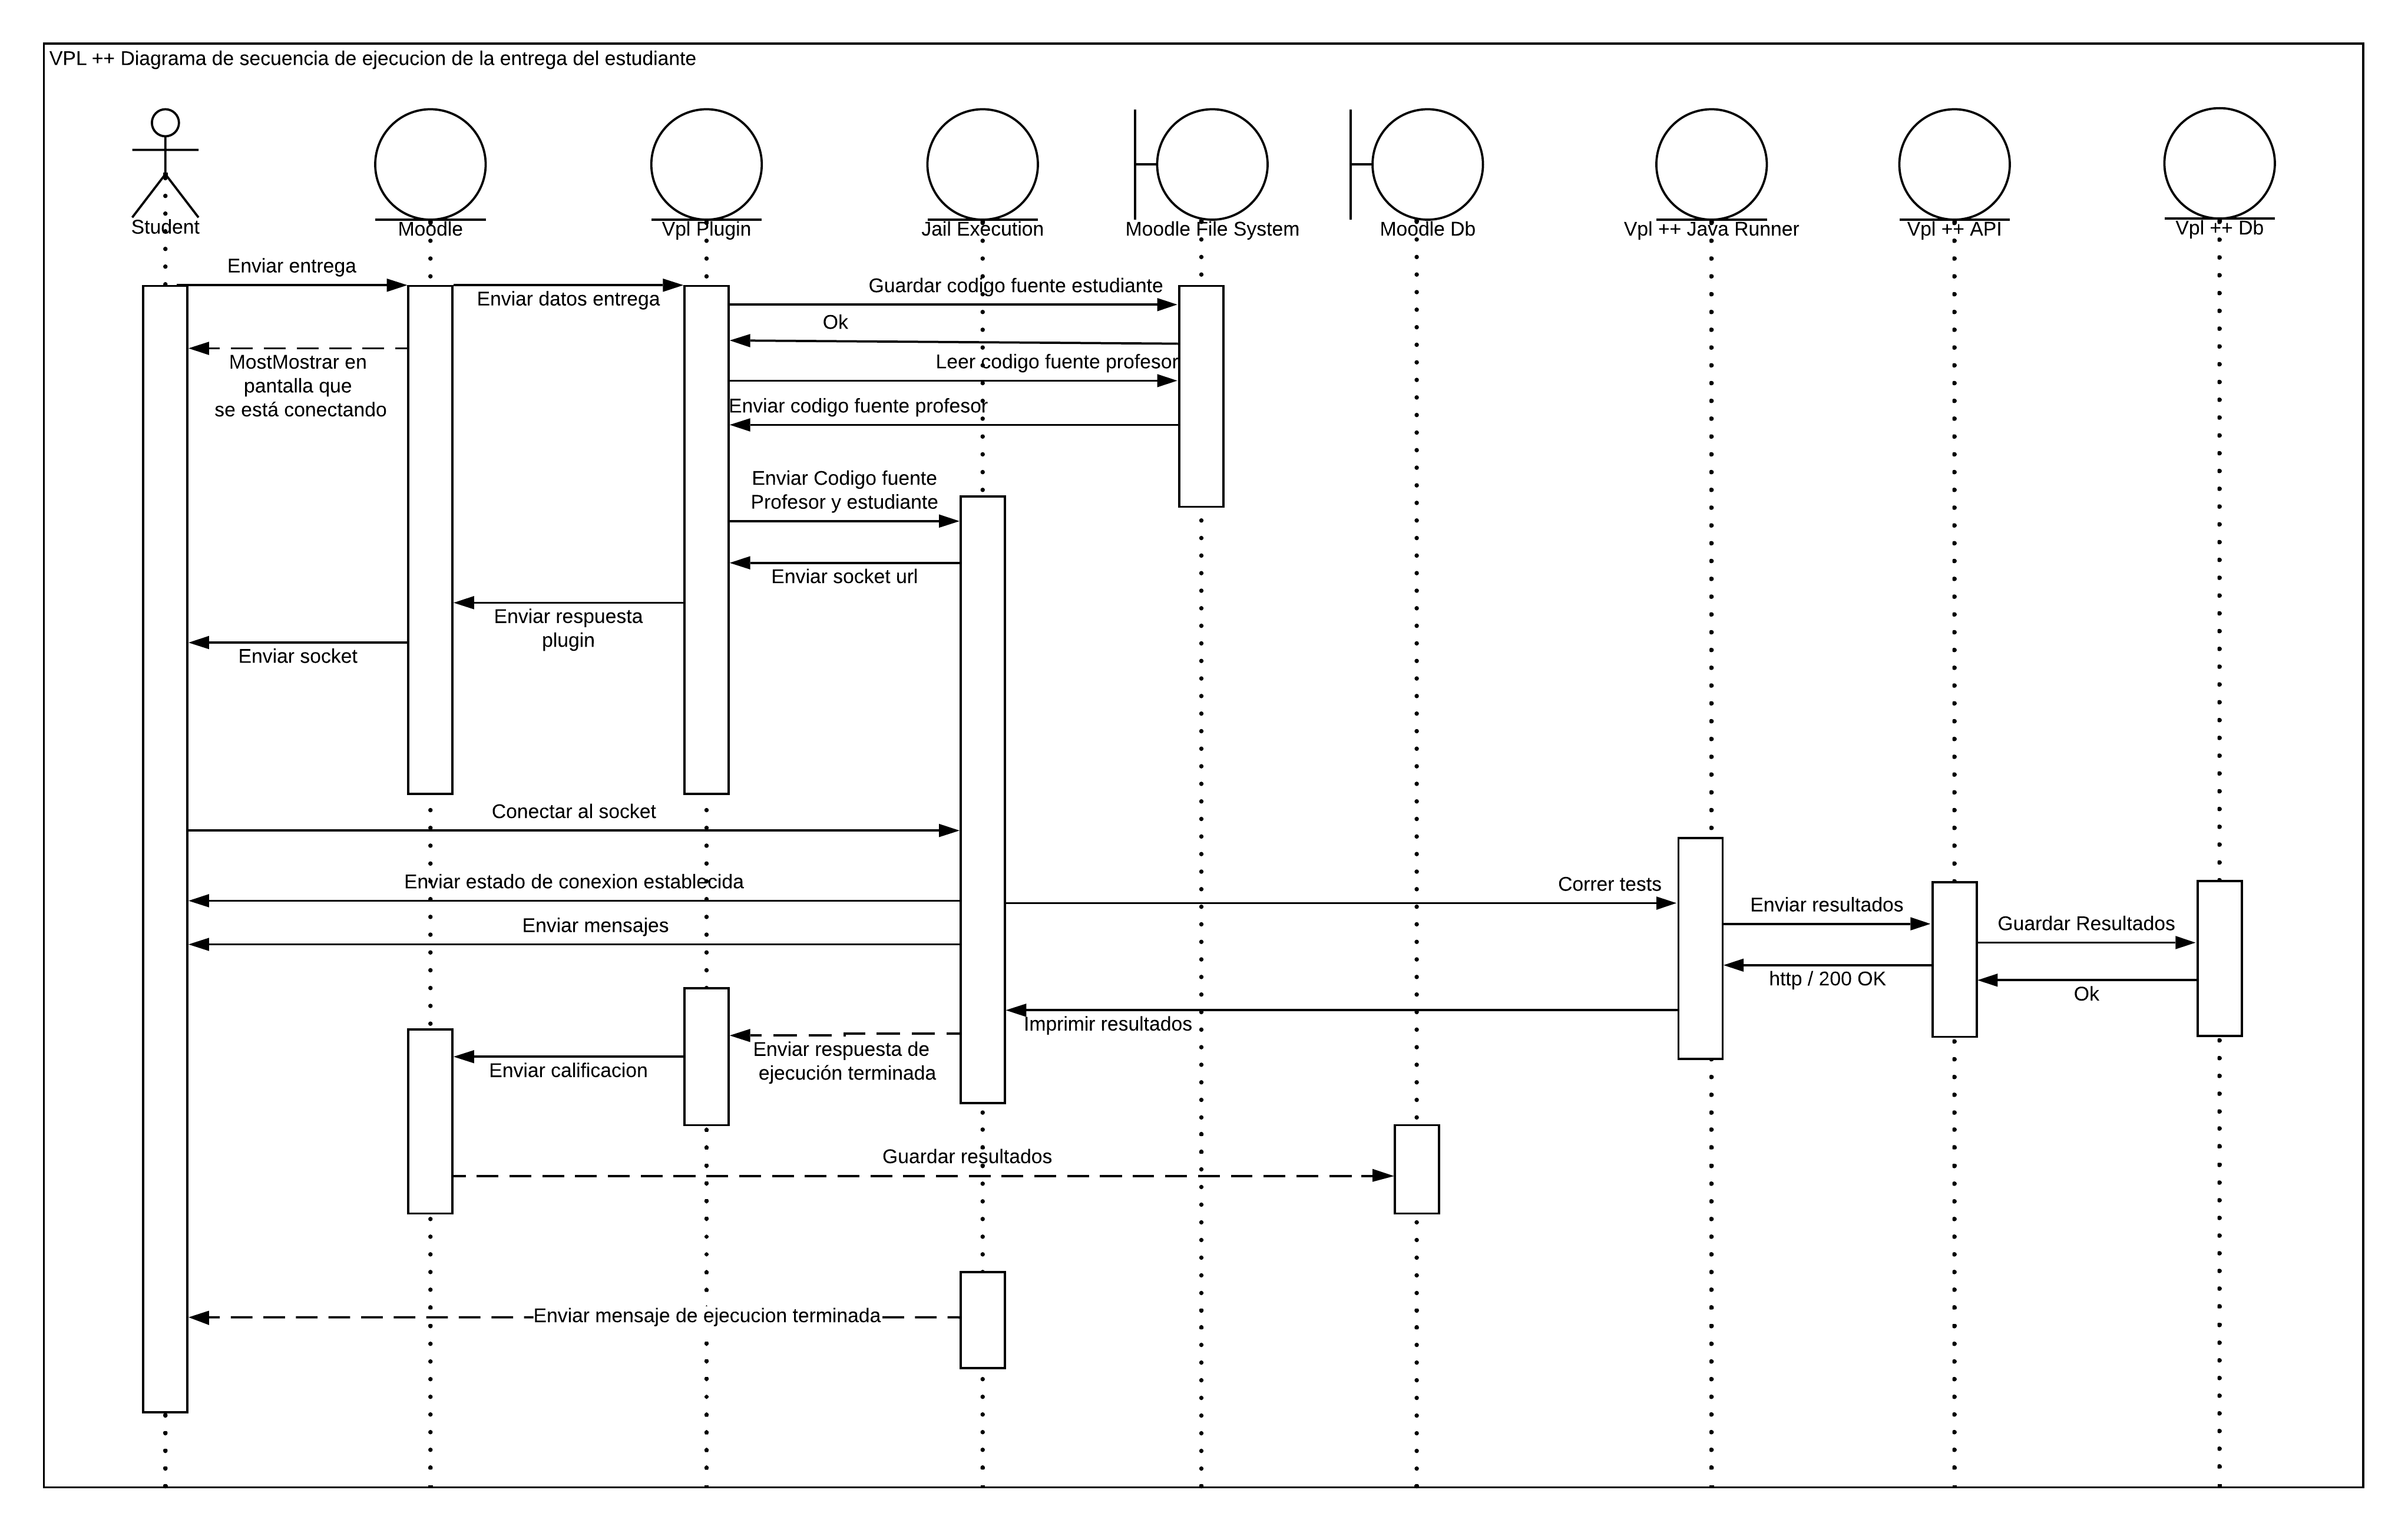 VPL ++ Diagrama de secuencia de ejecucion de la entrega del estudiante
Student
Moodle
Vpl Plugin
Jail Execution
Moodle File System
Moodle Db
Vpl ++ Java Runner
Vpl ++ API
Vpl ++ Db
Enviar entrega
Enviar datos entrega
Guardar codigo fuente estudiante
Ok
MostMostrar en
pantalla que
se está conectando
Leer codigo fuente profesor
Enviar codigo fuente profesor
Enviar Codigo fuente
Profesor y estudiante
Enviar socket url
Enviar respuesta
plugin
Enviar socket
Conectar al socket
Enviar estado de conexion establecida
Correr tests
Enviar mensajes
Enviar resultados
Guardar Resultados
http / 200 OK
Ok
Imprimir resultados
Enviar respuesta de
ejecución terminada
Enviar calificacion
Guardar resultados
Enviar mensaje de ejecucion terminada